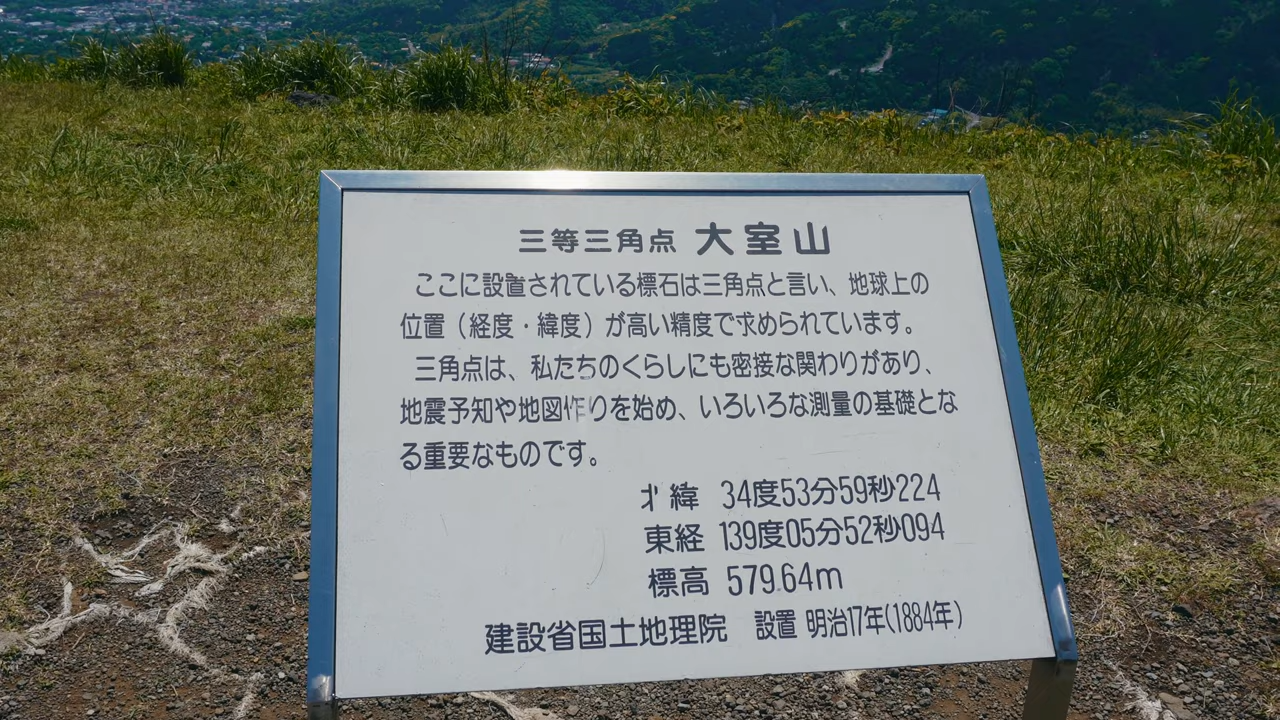 三等三角点 大室山
ここに設置されている標石は三角点と言い、地球上の
位置（経度・緯度）が高い精度で求められています。
三角点は、私たちのくらしにも密接な関わりがあり、
地震予知や地図作りを始め、いろいろな測量の基礎とな
る重要なものです。
北緯 34度53分59秒224
東経 139度05分52秒094
標高 579.64m
建設省国土地理院 設置 明治17年(1884年)